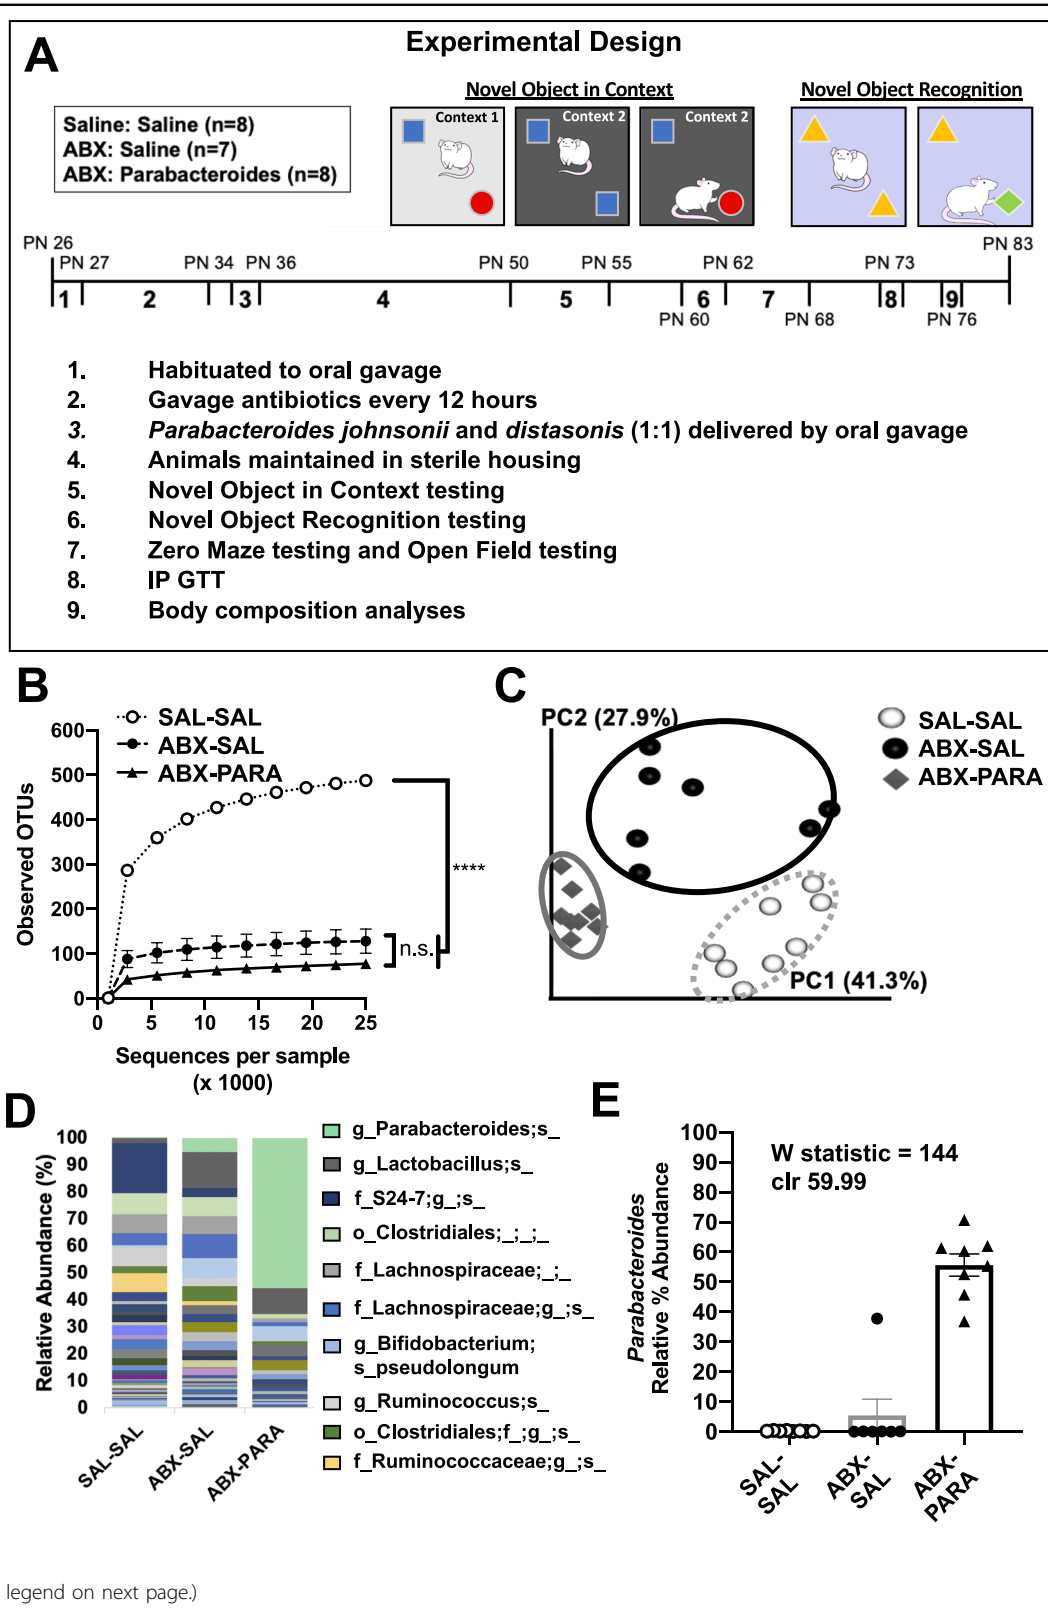 A
Experimental Design
Novel Object in Context
Novel Object Recognition
Saline: Saline (n=8)
ABX: Saline (n=7)
ABX: Parabacteroides (n=8)
Context 1
Context 2
Context 2
PN 26
PN 27
PN 34
PN 36
PN 50
PN 55
PN 62
PN 73
PN 83
1
2
3
4
5
6
7
8
9
PN 60
PN 68
PN 76
1. Habituated to oral gavage
2. Gavage antibiotics every 12 hours
3. Parabacteroides johnsonii and distasonis (1:1) delivered by oral gavage
4. Animals maintained in sterile housing
5. Novel Object in Context testing
6. Novel Object Recognition testing
7. Zero Maze testing and Open Field testing
8. IP GTT
9. Body composition analyses
B
SAL-SAL
ABX-SAL
ABX-PARA
Observed OTUs
600
500
400
300
200
100
0
0 5 10 15 20 25
Sequences per sample
(x 1000)
****
n.s.
C
PC2 (27.9%)
PC1 (41.3%)
SAL-SAL
ABX-SAL
ABX-PARA
D
Relative Abundance (%)
100
90
80
70
60
50
40
30
20
10
0
SAL-SAL
ABX-SAL
ABX-PARA
g_Parabacteroides;s_
g_Lactobacillus;s_
f_S24-7;g_;s_
o_Clostridiales;_;_;_
f_Lachnospiraceae;_;_
f_Lachnospiraceae;g_;s_
g_Bifidobacterium;
s_pseudolongum
g_Ruminococcus;s_
o_Clostridiales;f_;g_;s_
f_Ruminococcaceae;g_;s_
E
Parabacteroides
Relative % Abundance
100
90
80
70
60
50
40
30
20
10
0
W statistic = 144
clr 59.99
SAL-
SAL
ABX-
SAL
ABX-
PARA
legend on next page.)